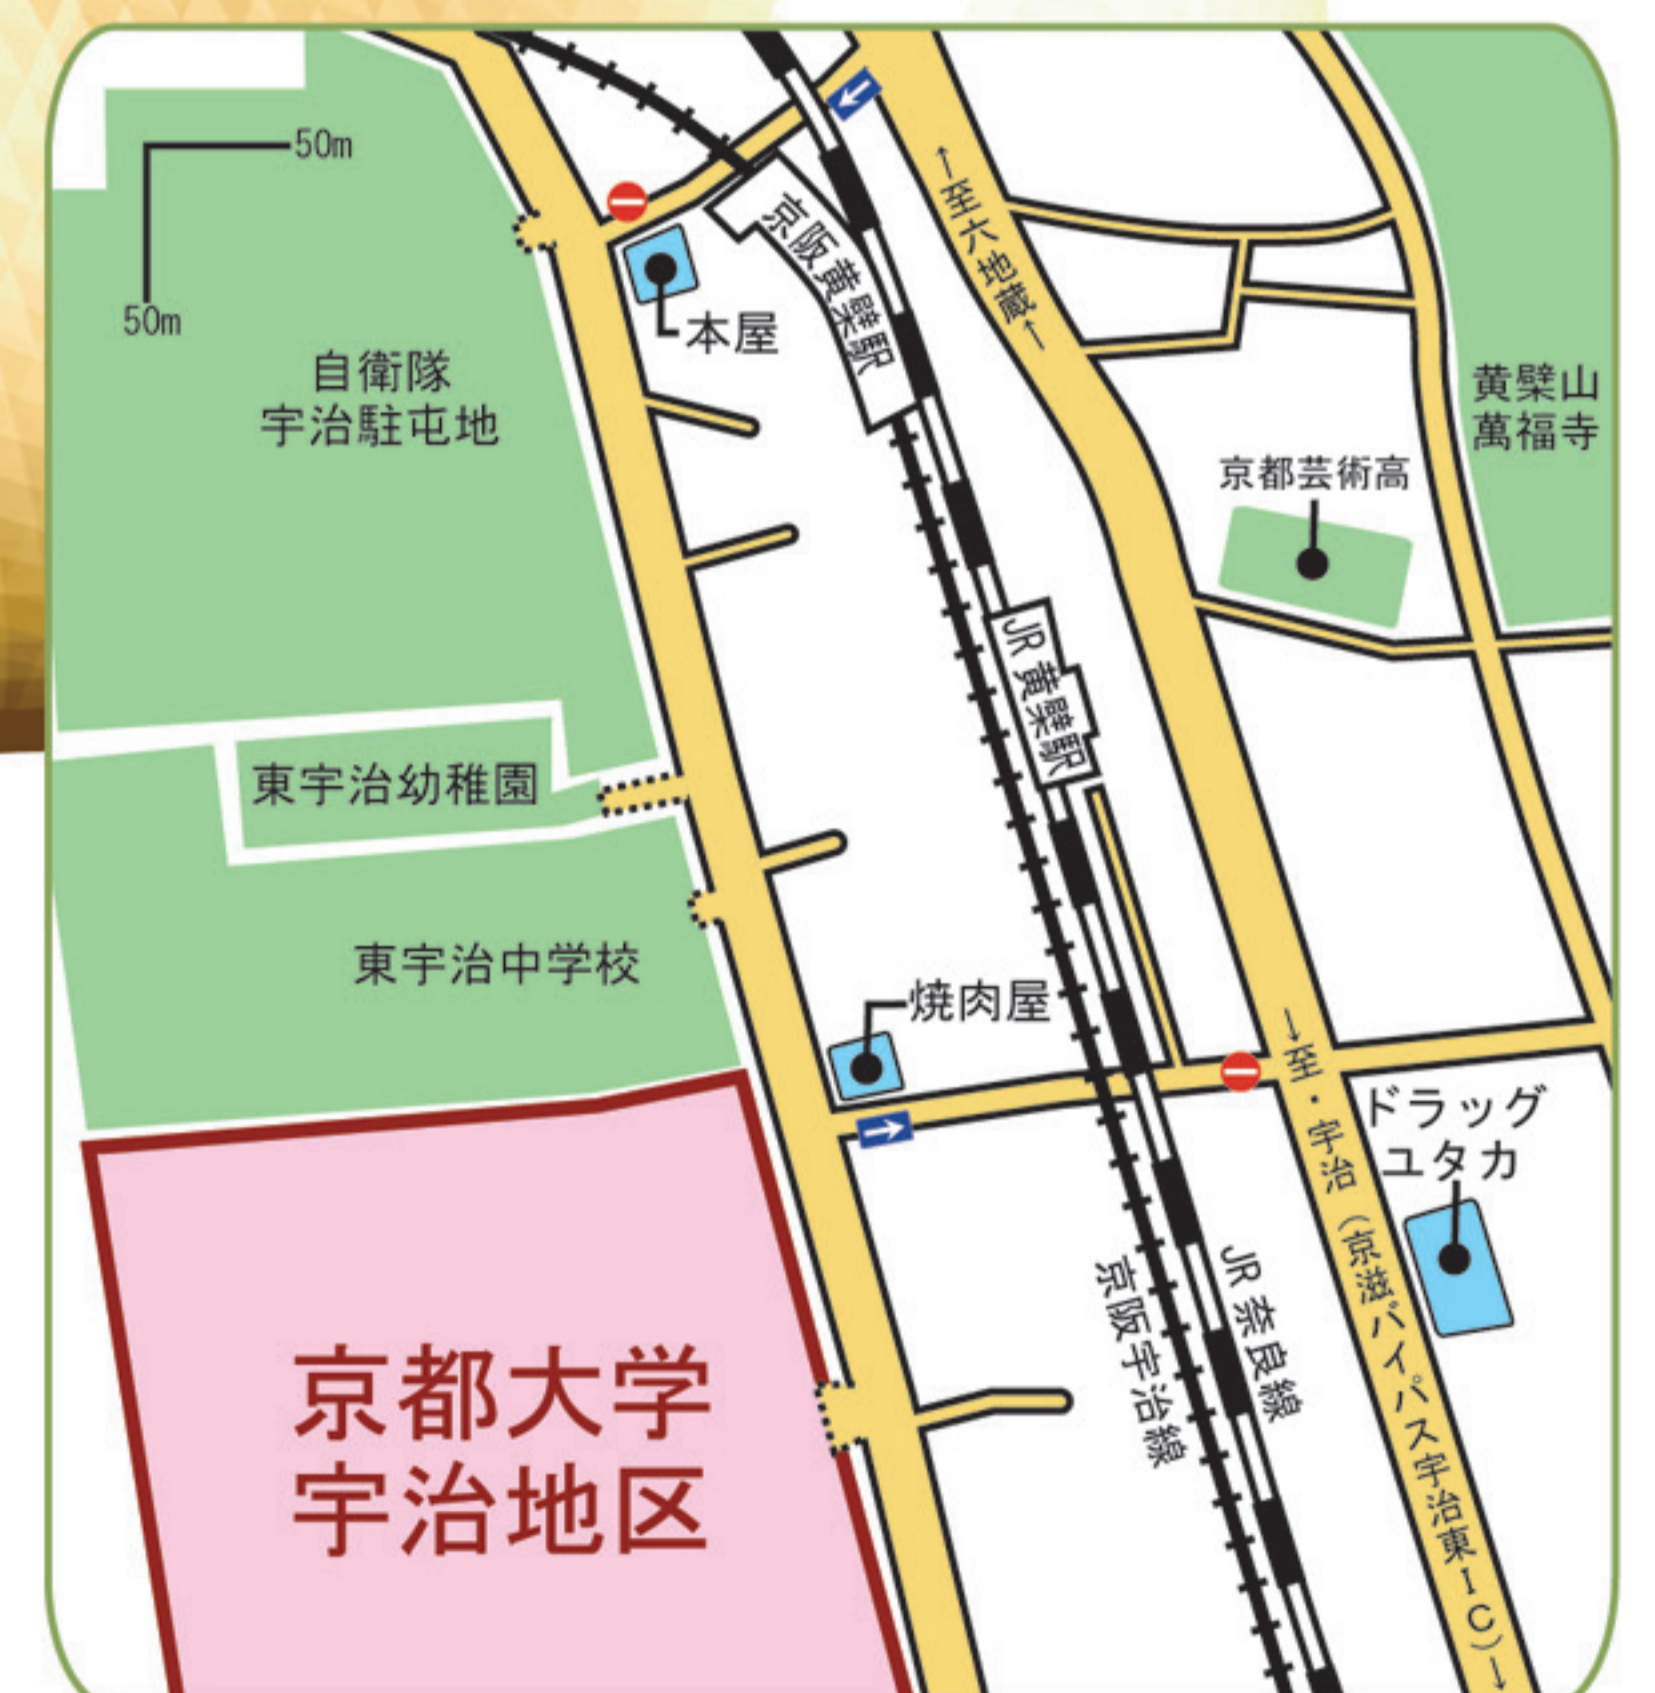 50m
50m
自衛隊
宇治駐屯地
本屋
京阪黄檗駅
←至六地蔵←
黄檗山
萬福寺
京都芸術高
JR 黄檗駅
東宇治幼稚園
東宇治中学校
焼肉屋
→至・宇治（京滋バイパス宇治東IC）→
ドラッグ
ユタカ
JR 奈良線
京阪宇治線
京都大学
宇治地区